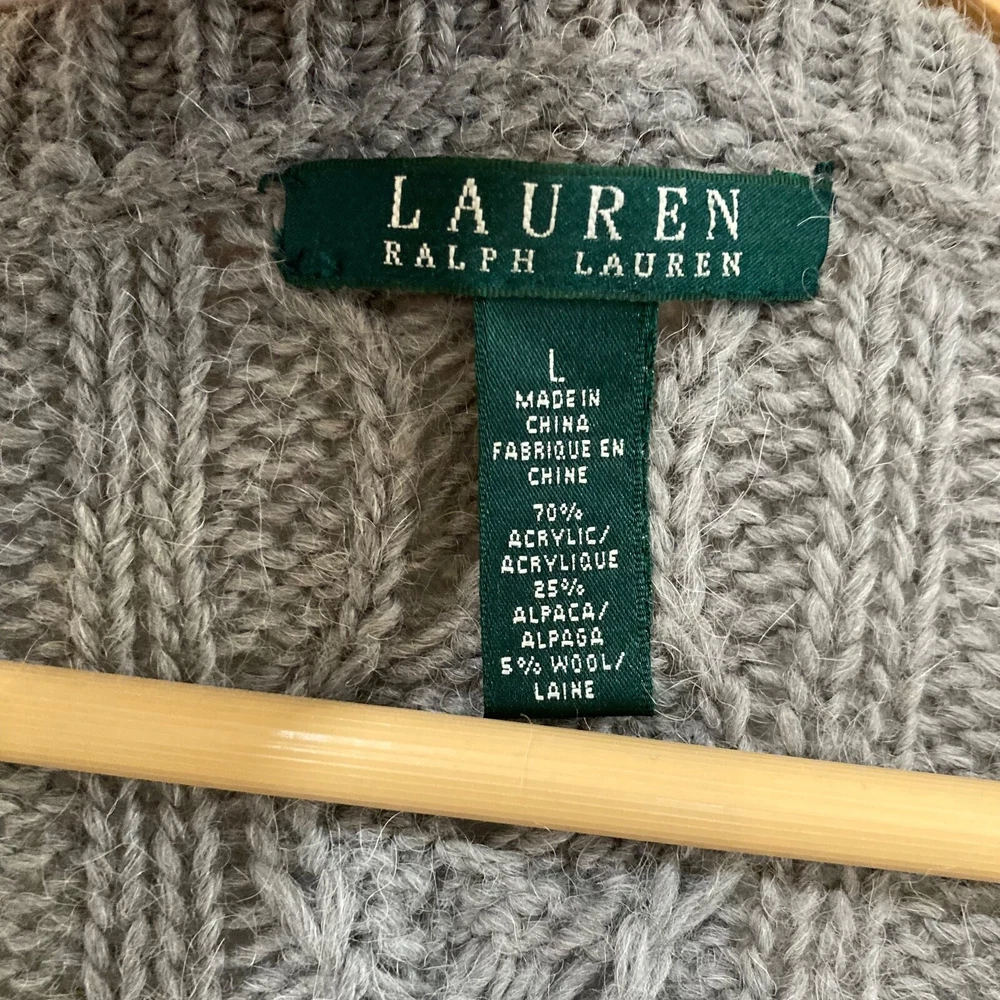 LAUREN
RALPH LAUREN
L
MADE IN
CHINA
FABRIQUE EN
CHINE
70%
ACRYLIC/
ACRYLIQUE
25%
ALPACA/
ALPAGA
5% WOOL/
LAINE